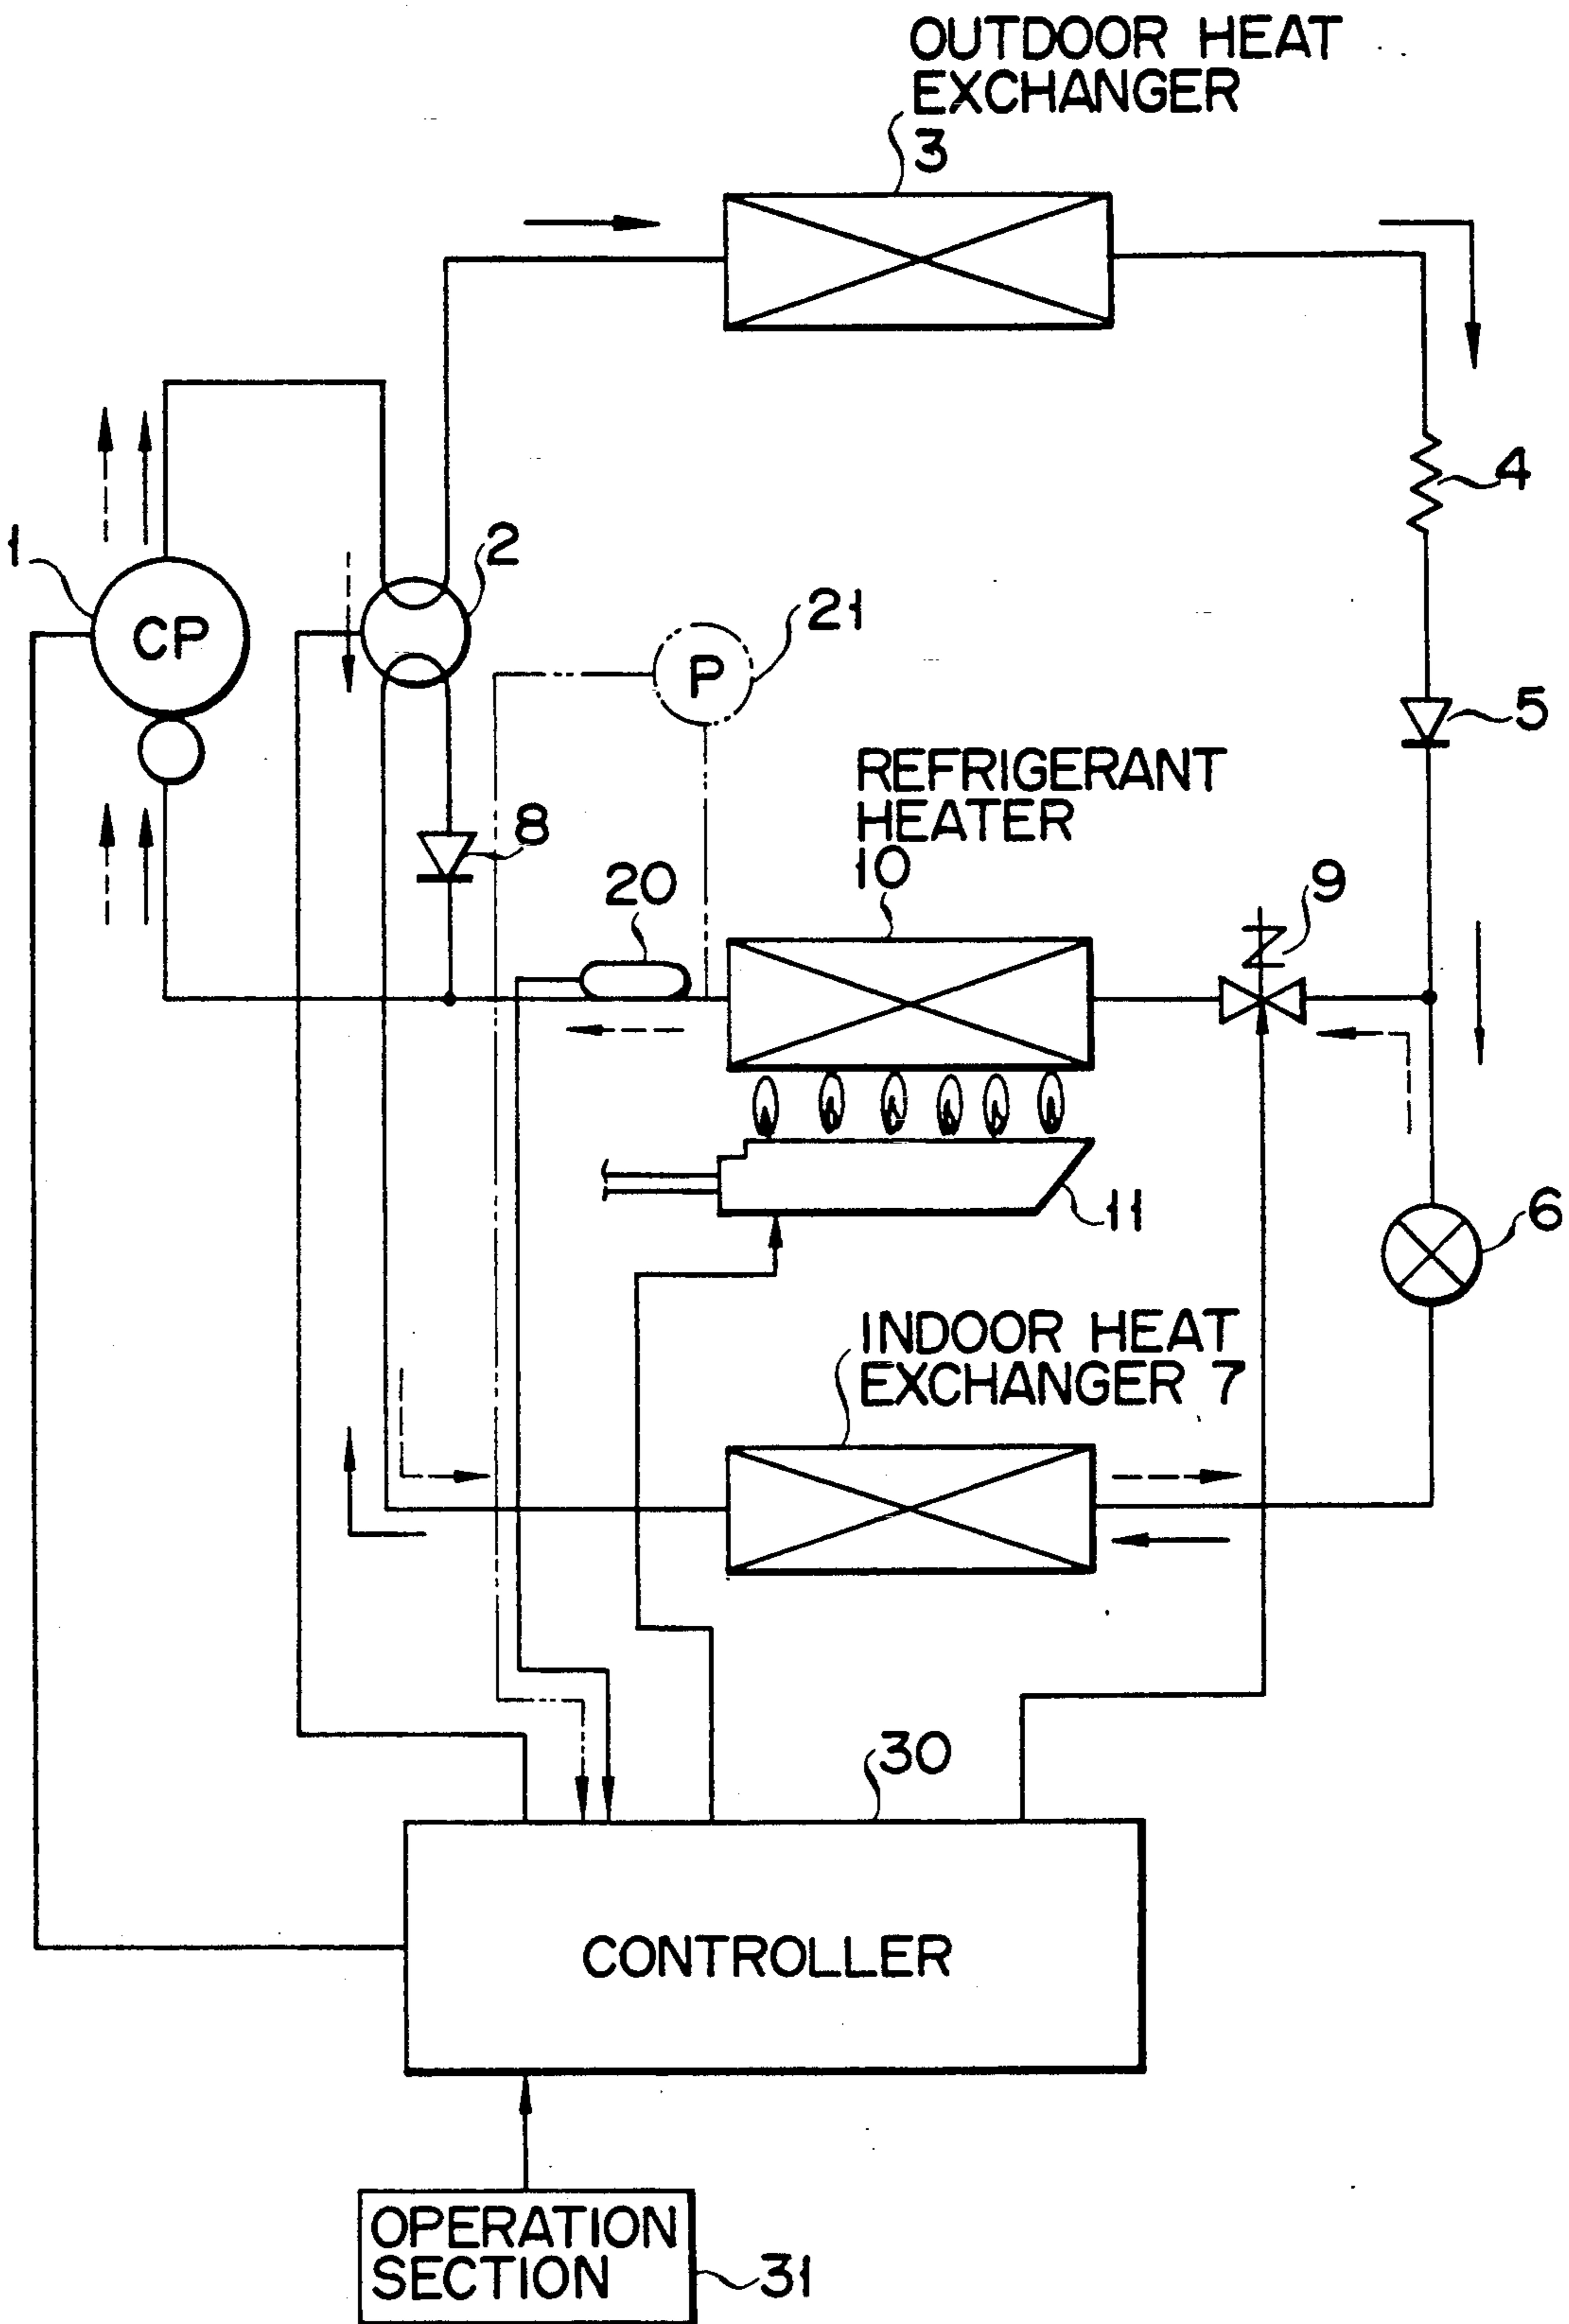 OUTDOOR HEAT
EXCHANGER
3
4
1
CP
2
21
P
5
REFRIGERANT
HEATER
10
8
20
9
11
6
INDOOR HEAT
EXCHANGER 7
30
CONTROLLER
OPERATION
SECTION
31